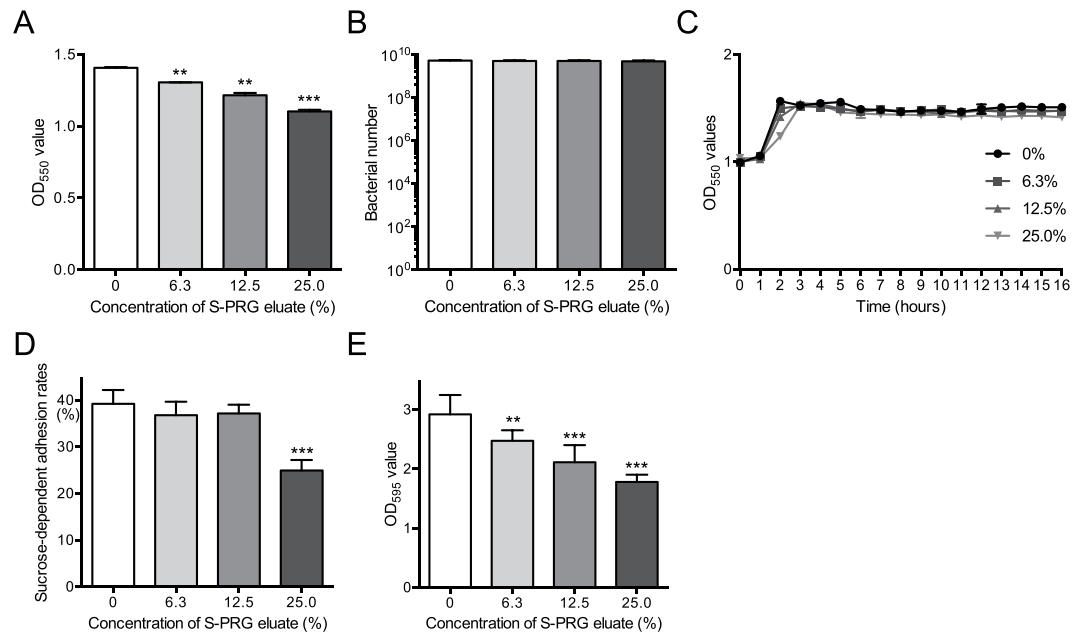 A
OD550 value
1.5
1.0
0.5
0.0
**
**
***
0 6.3 12.5 25.0
Concentration of S-PRG eluate (%)
B
Bacterial number
10^10
10^8
10^6
10^4
10^2
10^0
0 6.3 12.5 25.0
Concentration of S-PRG eluate (%)
C
OD550 values
2
1
0
0%
6.3%
12.5%
25.0%
0 1 2 3 4 5 6 7 8 9 10 11 12 13 14 15 16
Time (hours)
D
Sucrose-dependent adhesion rates
(%)
40
30
20
10
0
***
0 6.3 12.5 25.0
Concentration of S-PRG eluate (%)
E
OD595 value
3
2
1
0
**
***
***
0 6.3 12.5 25.0
Concentration of S-PRG eluate (%)